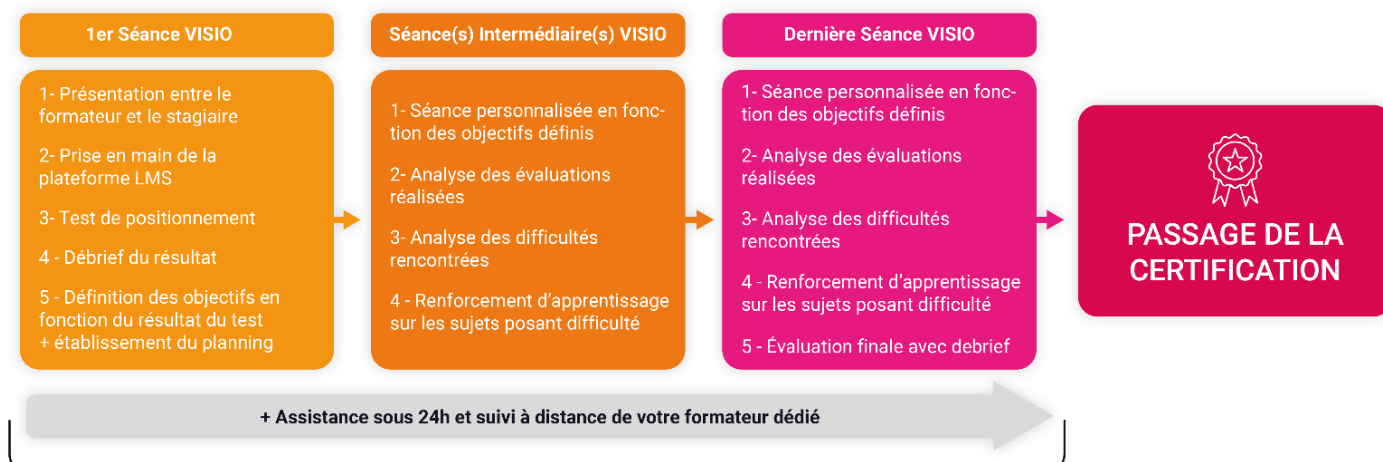 1er Séance VISIO
1- Présentation entre le
formateur et le stagiaire
2- Prise en main de la
plateforme LMS
3- Test de positionnement
4 - Débrief du résultat
5 - Définition des objectifs en
fonction du résultat du test
+ établissement du planning
Séance(s) Intermédiaire(s) VISIO
1- Séance personnalisée en fonc-
tion des objectifs définis
2- Analyse des évaluations
réalisées
3- Analyse des difficultés
rencontrées
4 - Renforcement d’apprentissage
sur les sujets posant difficulté
Dernière Séance VISIO
1- Séance personnalisée en fonc-
tion des objectifs définis
2- Analyse des évaluations
réalisées
3- Analyse des difficultés
rencontrées
4 - Renforcement d’apprentissage
sur les sujets posant difficulté
5 - Évaluation finale avec debrief
PASSAGE DE LA
CERTIFICATION
+ Assistance sous 24h et suivi à distance de votre formateur dédié